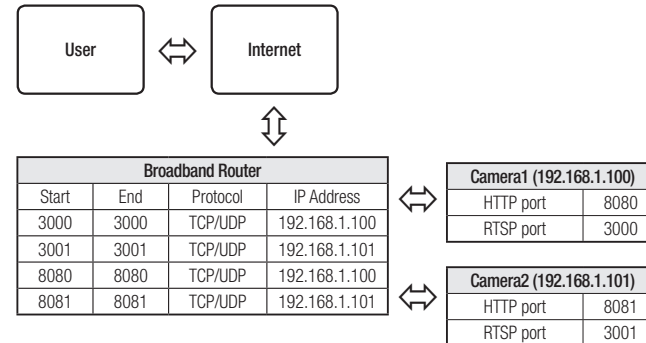 User
Internet
Broadband Router
Start End Protocol IP Address
3000 3000 TCP/UDP 192.168.1.100
3001 3001 TCP/UDP 192.168.1.101
8080 8080 TCP/UDP 192.168.1.100
8081 8081 TCP/UDP 192.168.1.101
Camera1 (192.168.1.100)
HTTP port 8080
RTSP port 3000
Camera2 (192.168.1.101)
HTTP port 8081
RTSP port 3001